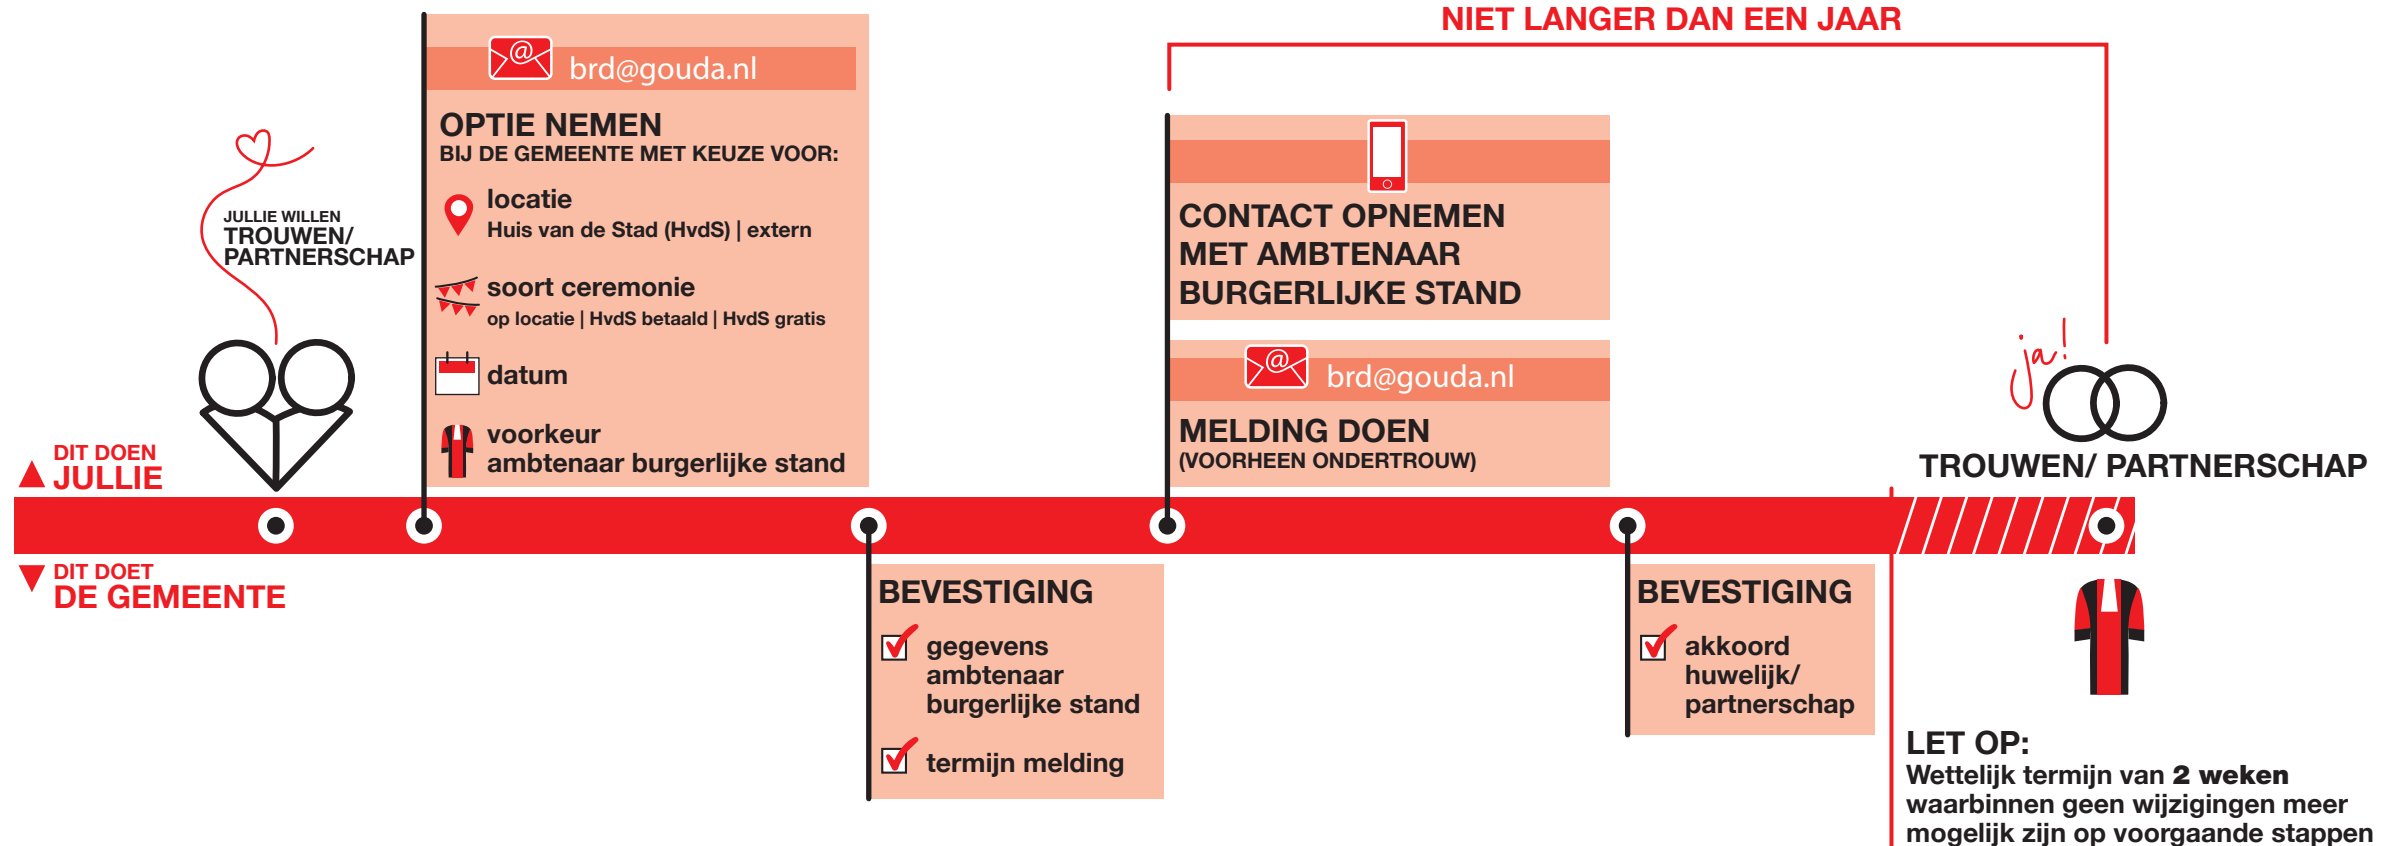 NIET LANGER DAN EEN JAAR
JULLIE WILLEN
TROUWEN/
PARTNERSCHAP
@ brd@gouda.nl
OPTIE NEMEN
BIJ DE GEMEENTE MET KEUZE VOOR:
locatie
Huis van de Stad (HvdS) | extern
soort ceremonie
op locatie | HvdS betaald | HvdS gratis
datum
voorkeur
ambtenaar burgerlijke stand
CONTACT OPNEMEN
MET AMBTENAAR
BURGERLIJKE STAND
@ brd@gouda.nl
MELDING DOEN
(VOORHEEN ONDERTROUW)
ja!
TROUWEN/ PARTNERSCHAP
DIT DOEN
JULLIE
DIT DOET
DE GEMEENTE
BEVESTIGING
gegevens
ambtenaar
burgerlijke stand
termijn melding
BEVESTIGING
akkoord
huwelijk/
partnerschap
LET OP:
Wettelijk termijn van 2 weken
waarbinnen geen wijzigingen meer
mogelijk zijn op voorgaande stappen